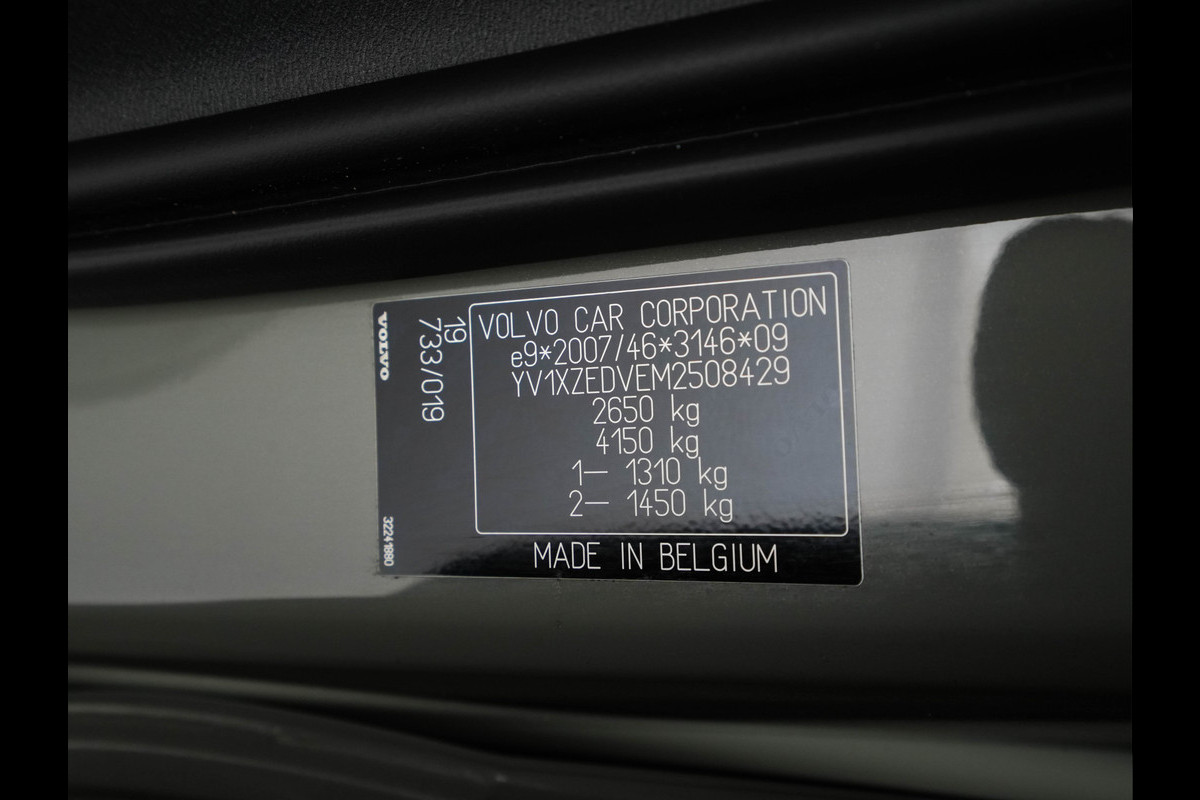 VOLVO
32241980
19
733/019
VOLVO CAR CORPORATION
e9*2007/46*3146*09
YV1XZEDVEM2508429
2650 kg
4150 kg
1— 1310 kg
2— 1450 kg
MADE IN BELGIUM